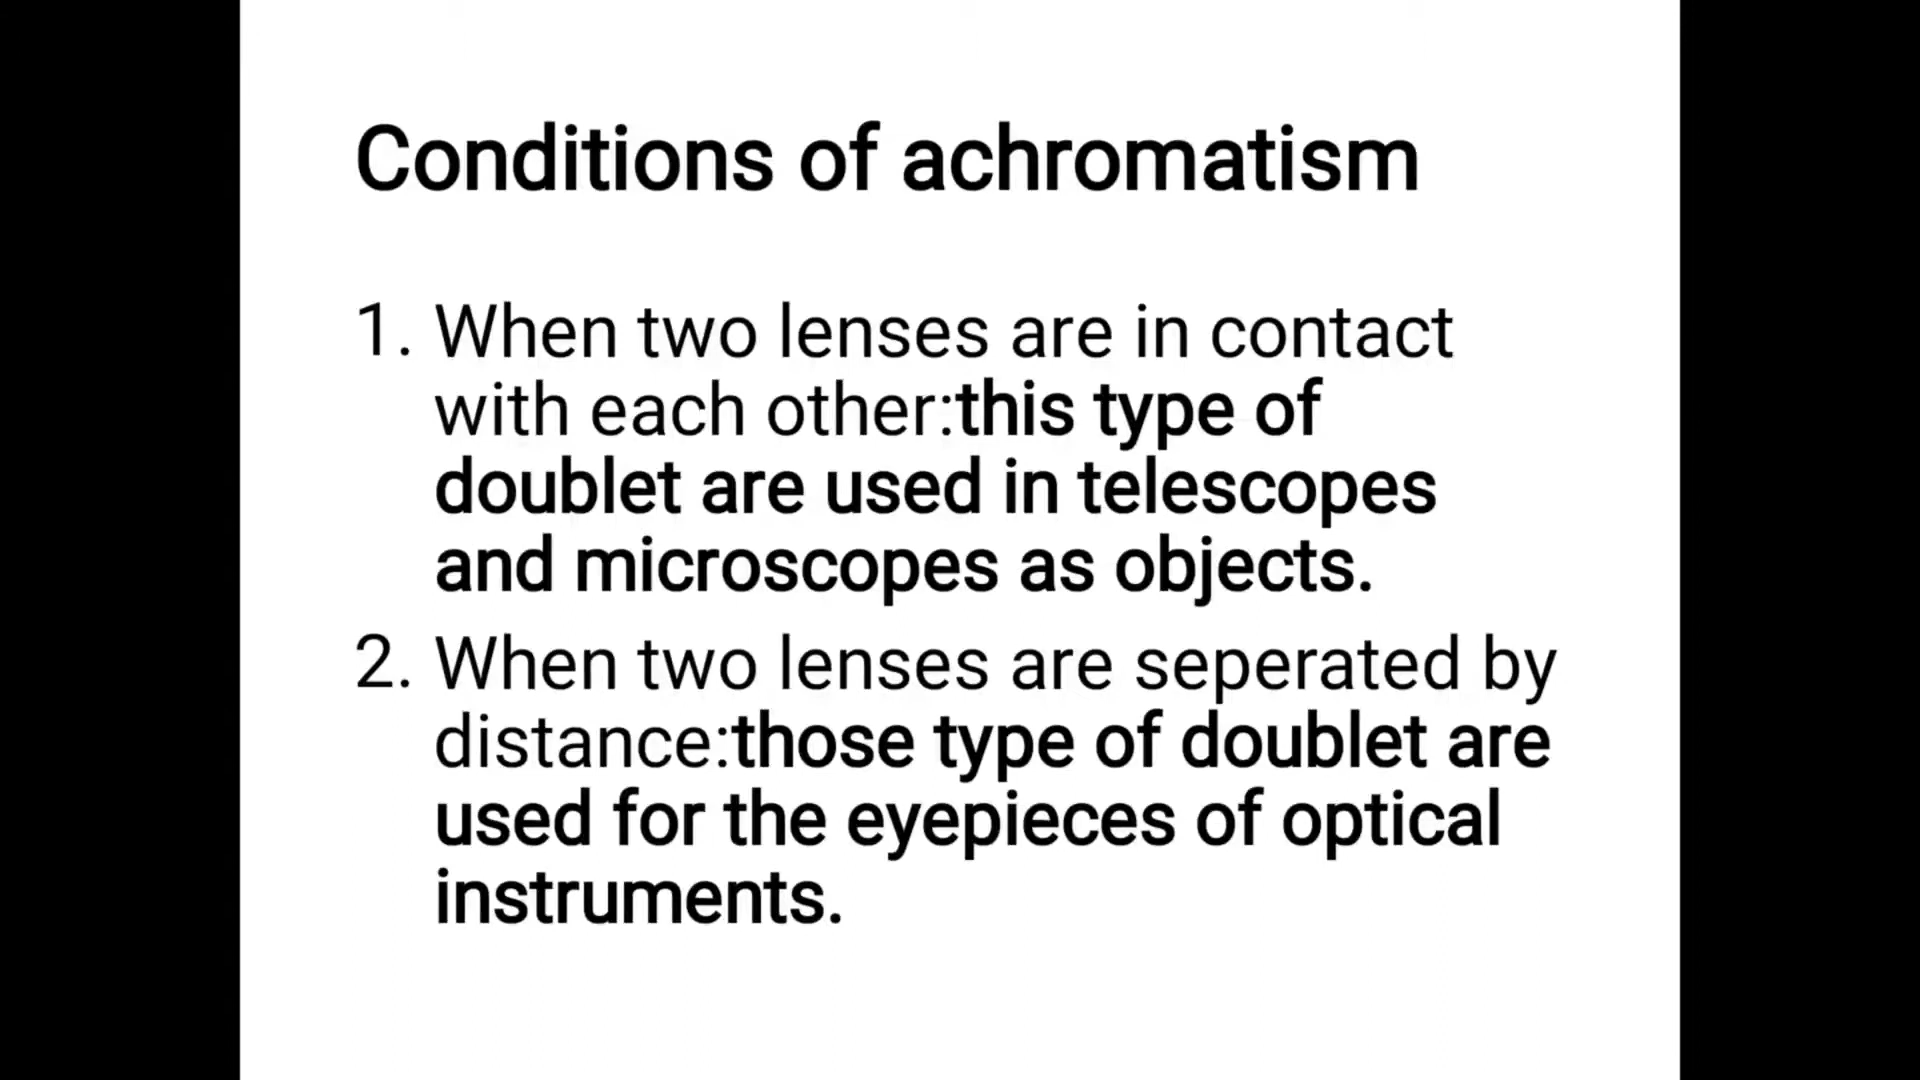 Conditions of achromatism
1. When two lenses are in contact
with each other:this type of
doublet are used in telescopes
and microscopes as objects.
2. When two lenses are seperated by
distance:those type of doublet are
used for the eyepieces of optical
instruments.